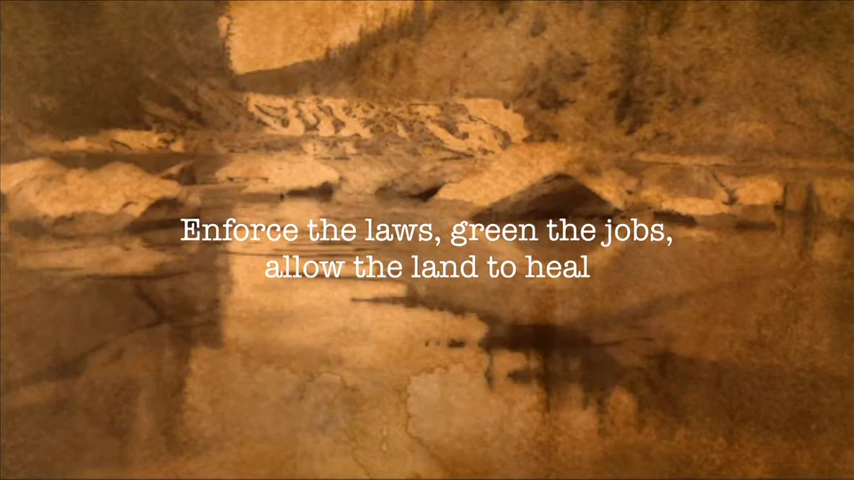 Enforce the laws, green the jobs,
allow the land to heal